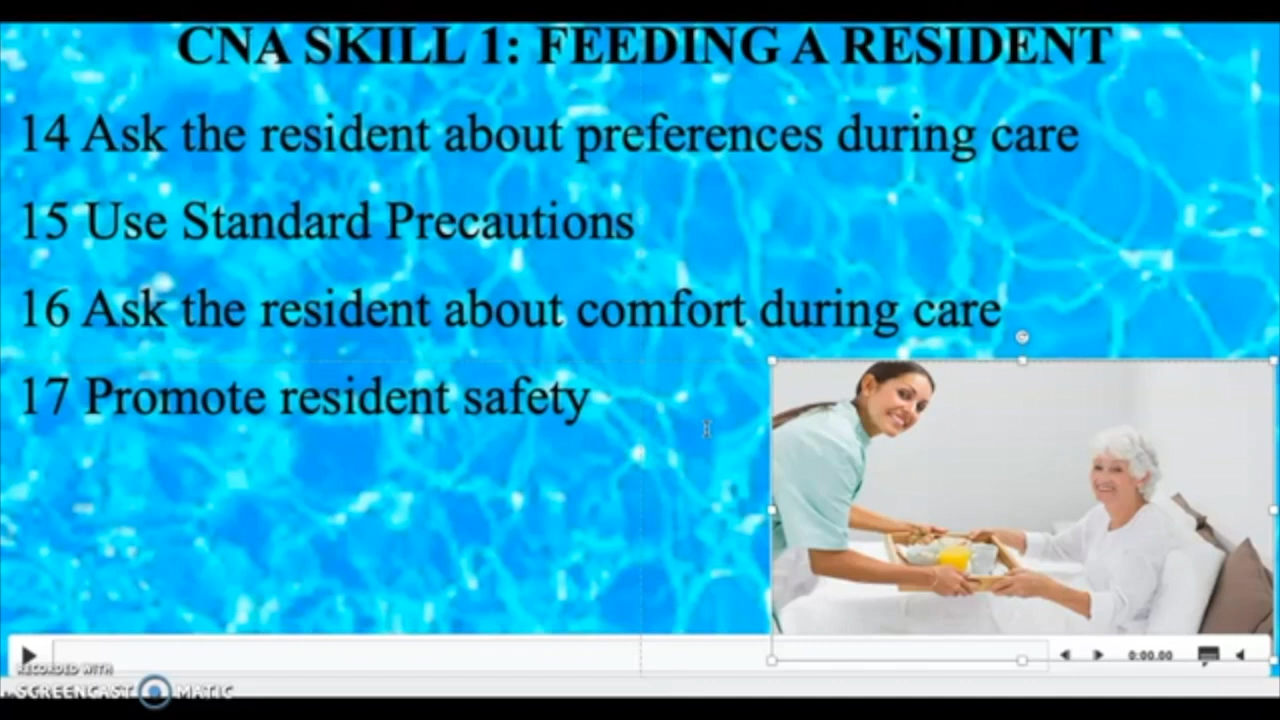 CNA SKILL 1: FEEDING A RESIDENT
14 Ask the resident about preferences during care
15 Use Standard Precautions
16 Ask the resident about comfort during care
17 Promote resident safety
0:00.00
RECORDED WITH
SCREENCAST MATIC